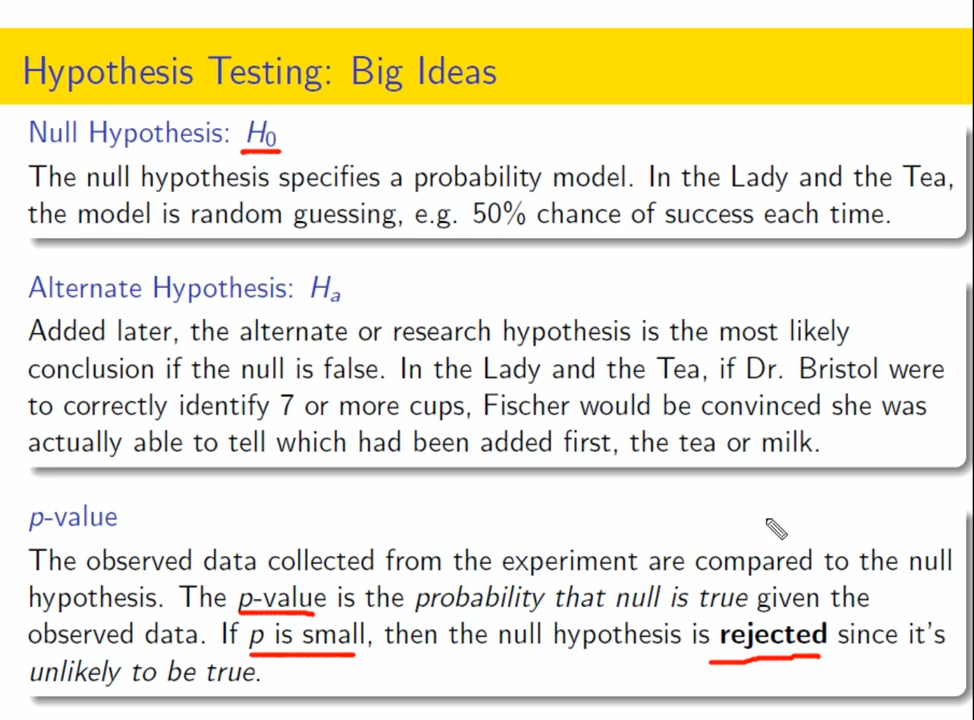 Hypothesis Testing: Big Ideas
Null Hypothesis: H₀
The null hypothesis specifies a probability model. In the Lady and the Tea,
the model is random guessing, e.g. 50% chance of success each time.
Alternate Hypothesis: Hₐ
Added later, the alternate or research hypothesis is the most likely
conclusion if the null is false. In the Lady and the Tea, if Dr. Bristol were
to correctly identify 7 or more cups, Fischer would be convinced she was
actually able to tell which had been added first, the tea or milk.
p-value
The observed data collected from the experiment are compared to the null
hypothesis. The p-value is the probability that null is true given the
observed data. If p is small, then the null hypothesis is rejected since it's
unlikely to be true.